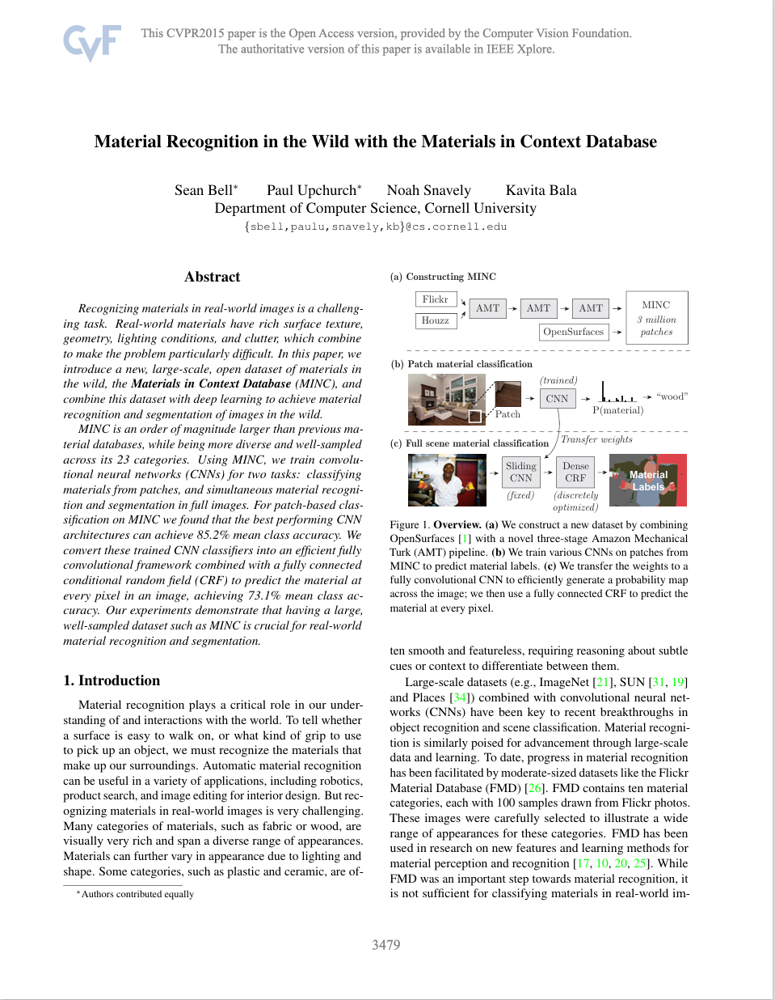 CVF
This CVPR2015 paper is the Open Access version, provided by the Computer Vision Foundation.
The authoritative version of this paper is available in IEEE Xplore.
Material Recognition in the Wild with the Materials in Context Database
Sean Bell* Paul Upchurch* Noah Snavely Kavita Bala
Department of Computer Science, Cornell University
{sbell,paulu,snavely,kb}@cs.cornell.edu
Abstract
Recognizing materials in real-world images is a challeng-
ing task. Real-world materials have rich surface texture,
geometry, lighting conditions, and clutter, which combine
to make the problem particularly difficult. In this paper, we
introduce a new, large-scale, open dataset of materials in
the wild, the Materials in Context Database (MINC), and
combine this dataset with deep learning to achieve material
recognition and segmentation of images in the wild.
MINC is an order of magnitude larger than previous ma-
terial databases, while being more diverse and well-sampled
across its 23 categories. Using MINC, we train convolu-
tional neural networks (CNNs) for two tasks: classifying
materials from patches, and simultaneous material recogni-
tion and segmentation in full images. For patch-based clas-
sification on MINC we found that the best performing CNN
architectures can achieve 85.2% mean class accuracy. We
convert these trained CNN classifiers into an efficient fully
convolutional framework combined with a fully connected
conditional random field (CRF) to predict the material at
every pixel in an image, achieving 73.1% mean class ac-
curacy. Our experiments demonstrate that having a large,
well-sampled dataset such as MINC is crucial for real-world
material recognition and segmentation.
1. Introduction
Material recognition plays a critical role in our under-
standing of and interactions with the world. To tell whether
a surface is easy to walk on, or what kind of grip to use
to pick up an object, we must recognize the materials that
make up our surroundings. Automatic material recognition
can be useful in a variety of applications, including robotics,
product search, and image editing for interior design. But rec-
ognizing materials in real-world images is very challenging.
Many categories of materials, such as fabric or wood, are
visually very rich and span a diverse range of appearances.
Materials can further vary in appearance due to lighting and
shape. Some categories, such as plastic and ceramic, are of-
*Authors contributed equally
(a) Constructing MINC
Flickr
Houzz
AMT
AMT
AMT
OpenSurfaces
MINC
3 million
patches
(b) Patch material classification
Patch
(trained)
CNN
P(material)
“wood”
Transfer weights
(c) Full scene material classification
Sliding
CNN
(fixed)
Dense
CRF
(discretely
optimized)
Material
Labels
Figure 1. Overview. (a) We construct a new dataset by combining
OpenSurfaces [1] with a novel three-stage Amazon Mechanical
Turk (AMT) pipeline. (b) We train various CNNs on patches from
MINC to predict material labels. (c) We transfer the weights to a
fully convolutional CNN to efficiently generate a probability map
across the image; we then use a fully connected CRF to predict the
material at every pixel.
ten smooth and featureless, requiring reasoning about subtle
cues or context to differentiate between them.
Large-scale datasets (e.g., ImageNet [21], SUN [31, 19]
and Places [34]) combined with convolutional neural net-
works (CNNs) have been key to recent breakthroughs in
object recognition and scene classification. Material recogni-
tion is similarly poised for advancement through large-scale
data and learning. To date, progress in material recognition
has been facilitated by moderate-sized datasets like the Flickr
Material Database (FMD) [26]. FMD contains ten material
categories, each with 100 samples drawn from Flickr photos.
These images were carefully selected to illustrate a wide
range of appearances for these categories. FMD has been
used in research on new features and learning methods for
material perception and recognition [17, 10, 20, 25]. While
FMD was an important step towards material recognition, it
is not sufficient for classifying materials in real-world im-
3479